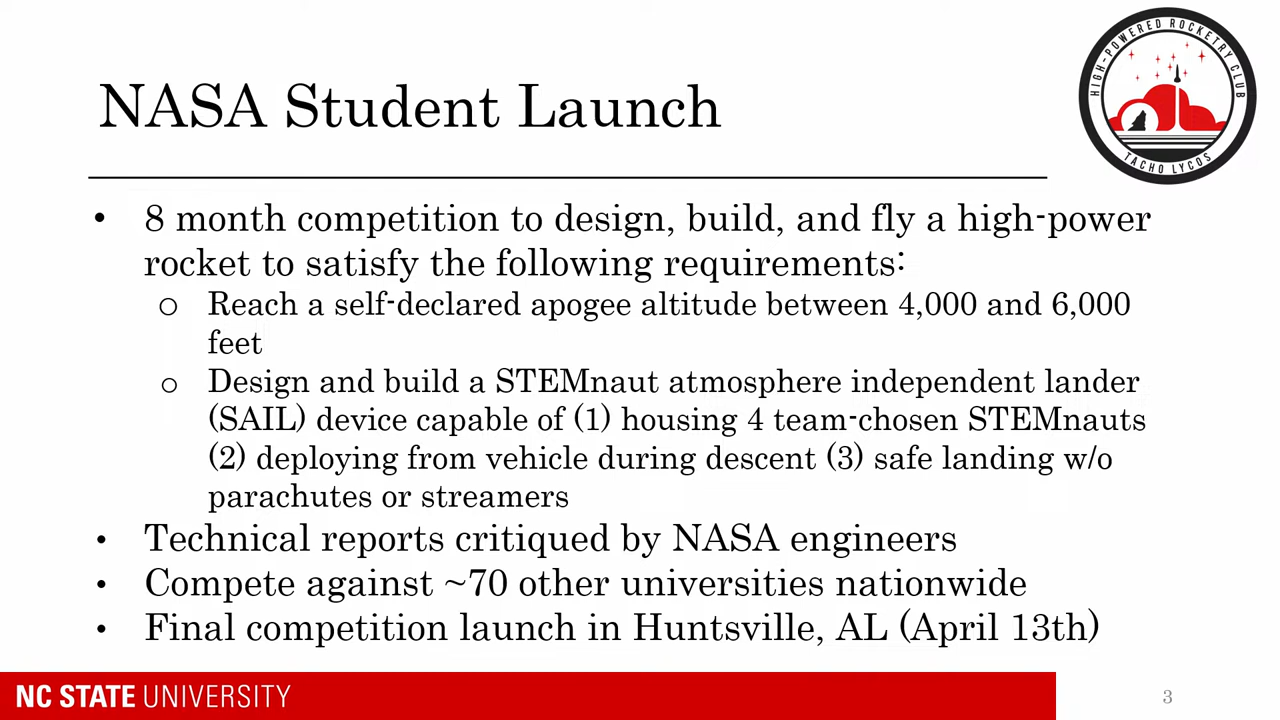 HIGH-POWERED ROCKETRY CLUB
TACHO LYCOS
NASA Student Launch
• 8 month competition to design, build, and fly a high-power
rocket to satisfy the following requirements:
o Reach a self-declared apogee altitude between 4,000 and 6,000
feet
o Design and build a STEMnaut atmosphere independent lander
(SAIL) device capable of (1) housing 4 team-chosen STEMnauts
(2) deploying from vehicle during descent (3) safe landing w/o
parachutes or streamers
• Technical reports critiqued by NASA engineers
• Compete against ~70 other universities nationwide
• Final competition launch in Huntsville, AL (April 13th)
NC STATE UNIVERSITY
3